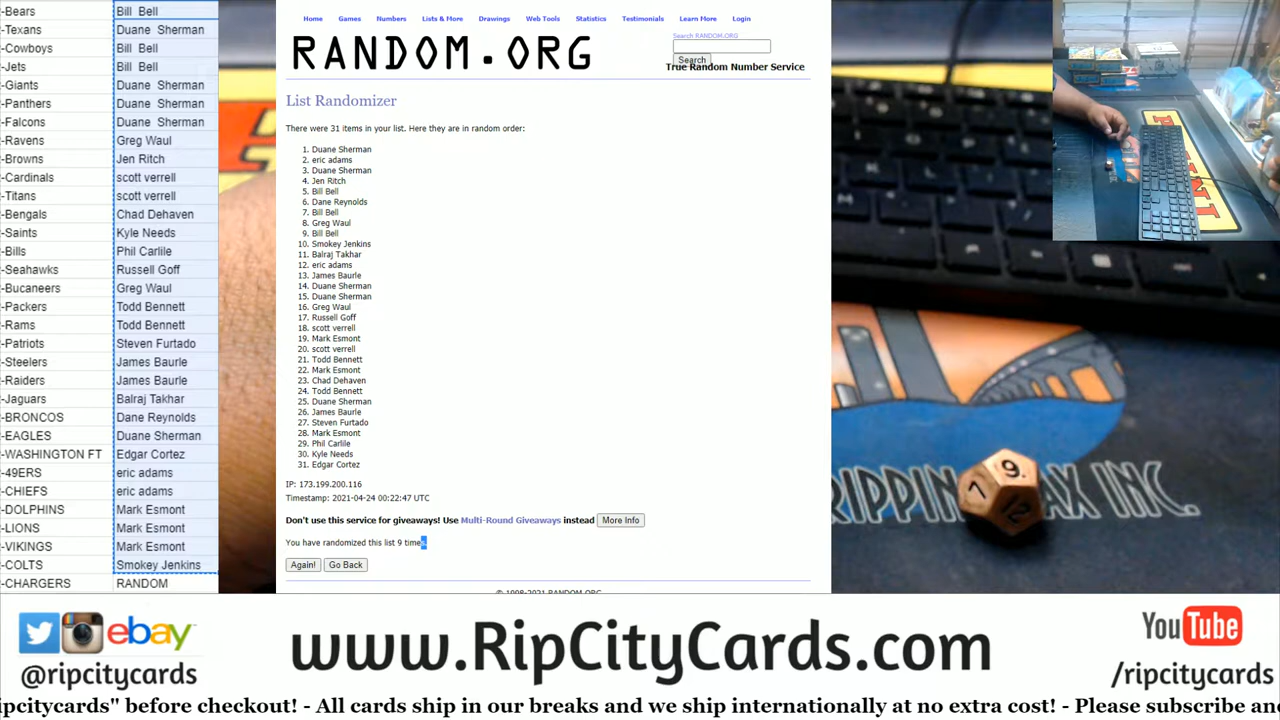 -Bears Bill Bell
-Texans Duane Sherman
-Cowboys Bill Bell
-Jets Bill Bell
-Giants Duane Sherman
-Panthers Duane Sherman
-Falcons Duane Sherman
-Ravens Greg Waul
-Browns Jen Ritch
-Cardinals scott verrell
-Titans scott verrell
-Bengals Chad Dehaven
-Saints Kyle Needs
-Bills Phil Carlile
-Seahawks Russell Goff
-Bucaneers Greg Waul
-Packers Todd Bennett
-Rams Todd Bennett
-Patriots Steven Furtado
-Steelers James Baurle
-Raiders James Baurle
-Jaguars Balraj Takhar
-BRONCOS Dane Reynolds
-EAGLES Duane Sherman
-WASHINGTON FT Edgar Cortez
-49ERS eric adams
-CHIEFS eric adams
-DOLPHINS Mark Esmont
-LIONS Mark Esmont
-VIKINGS Mark Esmont
-COLTS Smokey Jenkins
-CHARGERS RANDOM
Home Games Numbers Lists & More Drawings Web Tools Statistics Testimonials Learn More Login
RANDOM.ORG
Search RANDOM.ORG
Search
True Random Number Service
List Randomizer
There were 31 items in your list. Here they are in random order:
1. Duane Sherman
2. eric adams
3. Duane Sherman
4. Jen Ritch
5. Bill Bell
6. Dane Reynolds
7. Bill Bell
8. Greg Waul
9. Bill Bell
10. Smokey Jenkins
11. Balraj Takhar
12. eric adams
13. James Baurle
14. Duane Sherman
15. Duane Sherman
16. Greg Waul
17. Russell Goff
18. scott verrell
19. Mark Esmont
20. scott verrell
21. Todd Bennett
22. Mark Esmont
23. Chad Dehaven
24. Todd Bennett
25. Duane Sherman
26. James Baurle
27. Steven Furtado
28. Mark Esmont
29. Phil Carlile
30. Kyle Needs
31. Edgar Cortez
IP: 173.199.200.116
Timestamp: 2021-04-24 00:22:47 UTC
Don't use this service for giveaways! Use Multi-Round Giveaways instead More Info
You have randomized this list 9 times.
Again! Go Back
© 1998-2021 RANDOM.ORG
9
7
12
RIPPIN WAX INC.
ebay
@ripcitycards
www.RipCityCards.com
YouTube
/ripcitycards
ipcitycards" before checkout! - All cards ship in our breaks and we ship internationally at no extra cost! - Please subscribe and